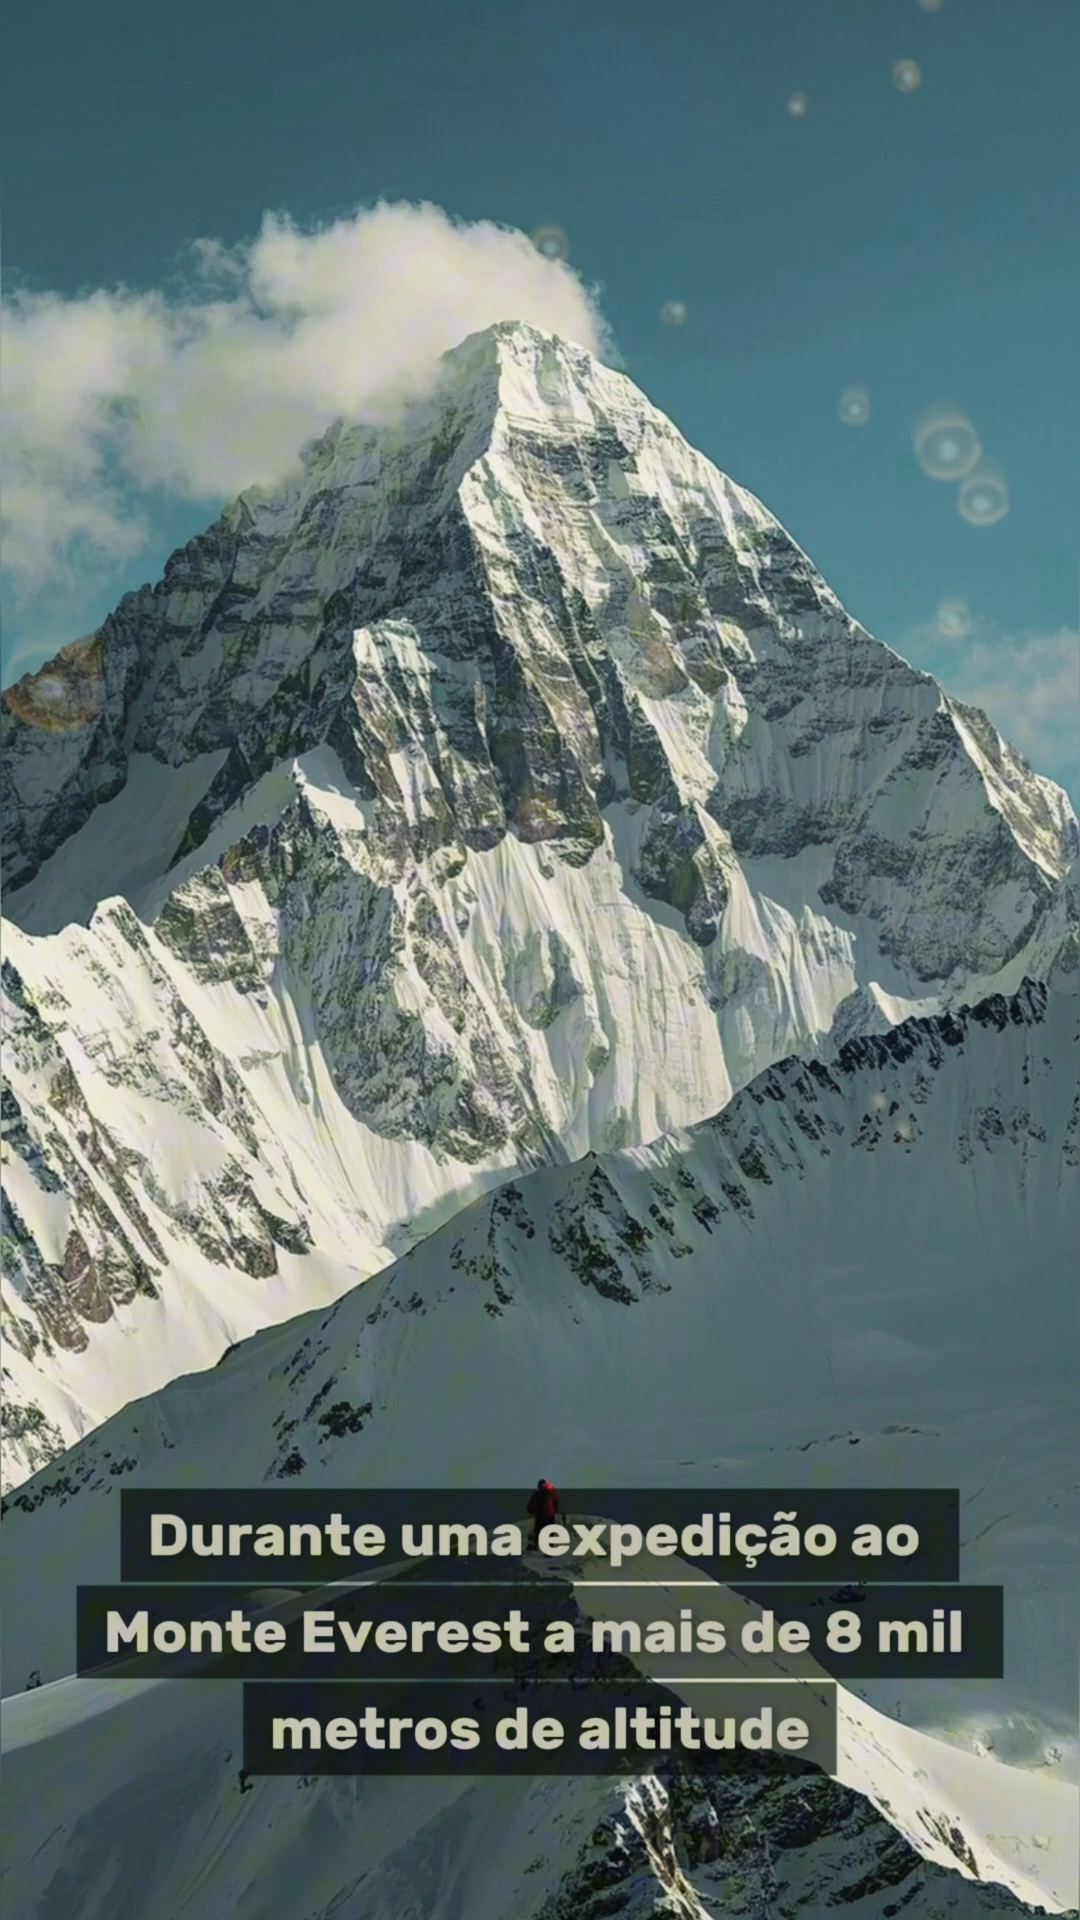 Durante uma expedição ao
Monte Everest a mais de 8 mil
metros de altitude